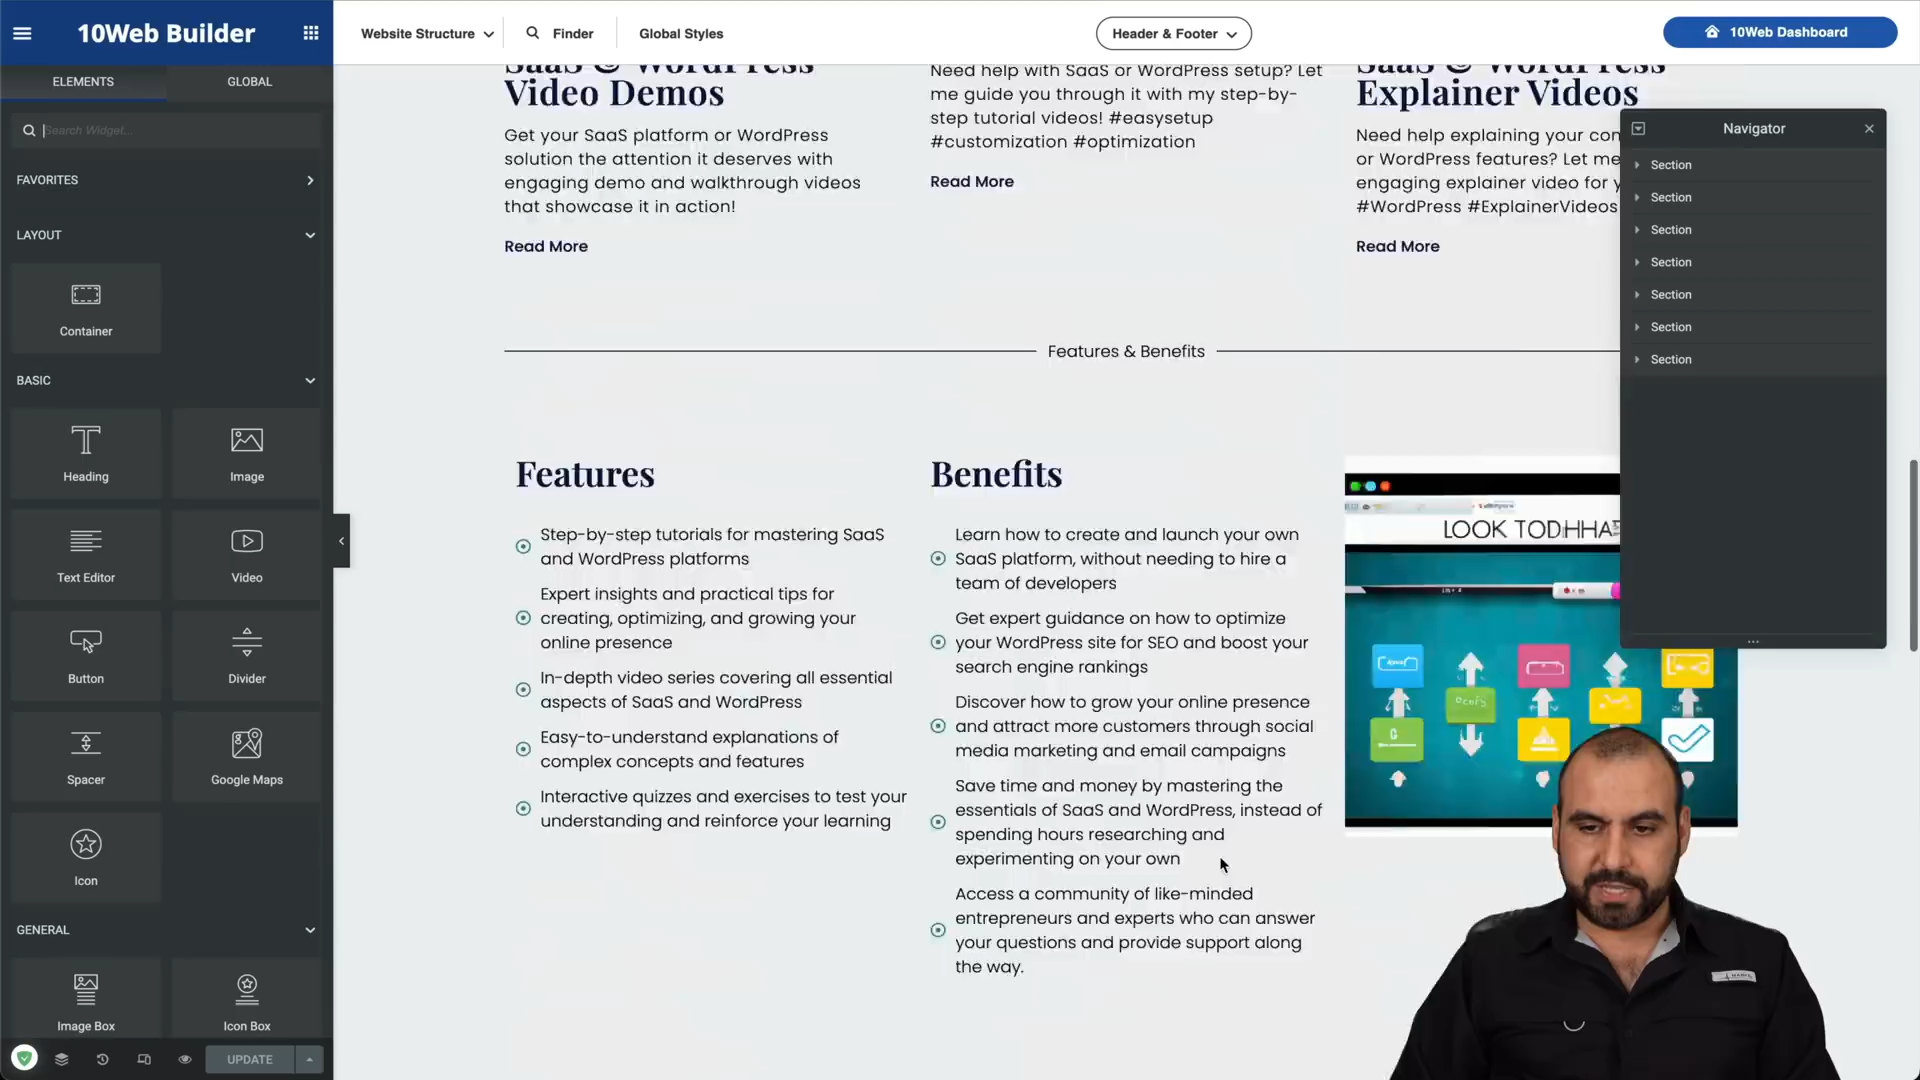 10Web Builder
Website Structure
Finder
Global Styles
Header & Footer
10Web Dashboard
ELEMENTS
GLOBAL
Search Widget...
FAVORITES
LAYOUT
Container
BASIC
Heading
Image
Text Editor
Video
Button
Divider
Spacer
Google Maps
Icon
GENERAL
Image Box
Icon Box
UPDATE
SaaS & WordPress
Video Demos
Get your SaaS platform or WordPress
solution the attention it deserves with
engaging demo and walkthrough videos
that showcase it in action!
Read More
Need help with SaaS or WordPress setup? Let
me guide you through it with my step-by-
step tutorial videos! #easysetup
#customization #optimization
Read More
SaaS & WordPress
Explainer Videos
Need help explaining your
or WordPress features? Let me
engaging explainer video for
#WordPress #ExplainerVideos
Read More
Navigator
Section
Section
Section
Section
Section
Section
Section
Features & Benefits
Features
Step-by-step tutorials for mastering SaaS
and WordPress platforms
Expert insights and practical tips for
creating, optimizing, and growing your
online presence
In-depth video series covering all essential
aspects of SaaS and WordPress
Easy-to-understand explanations of
complex concepts and features
Interactive quizzes and exercises to test your
understanding and reinforce your learning
Benefits
Learn how to create and launch your own
SaaS platform, without needing to hire a
team of developers
Get expert guidance on how to optimize
your WordPress site for SEO and boost your
search engine rankings
Discover how to grow your online presence
and attract more customers through social
media marketing and email campaigns
Save time and money by mastering the
essentials of SaaS and WordPress, instead of
spending hours researching and
experimenting on your own
Access a community of like-minded
entrepreneurs and experts who can answer
your questions and provide support along
the way.
LOOK